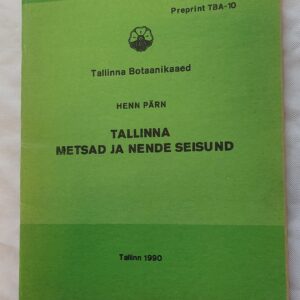 Preprint TBA-10
Tallinna Botaanikaaed
HENN PÄRN
TALLINNA
METSAD JA NENDE SEISUND
Tallinn 1990